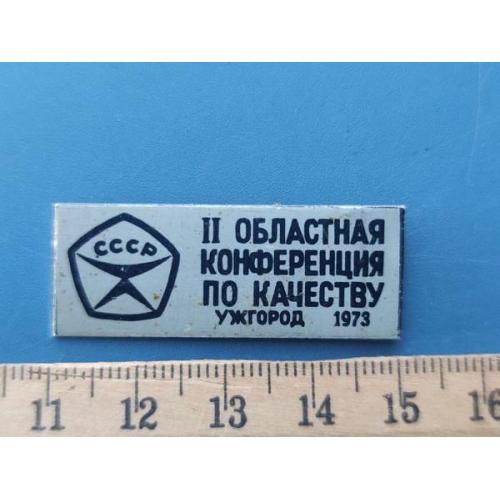 СССР
II ОБЛАСТНАЯ
КОНФЕРЕНЦИЯ
ПО КАЧЕСТВУ
УЖГОРОД 1973
11 12 13 14 15 16